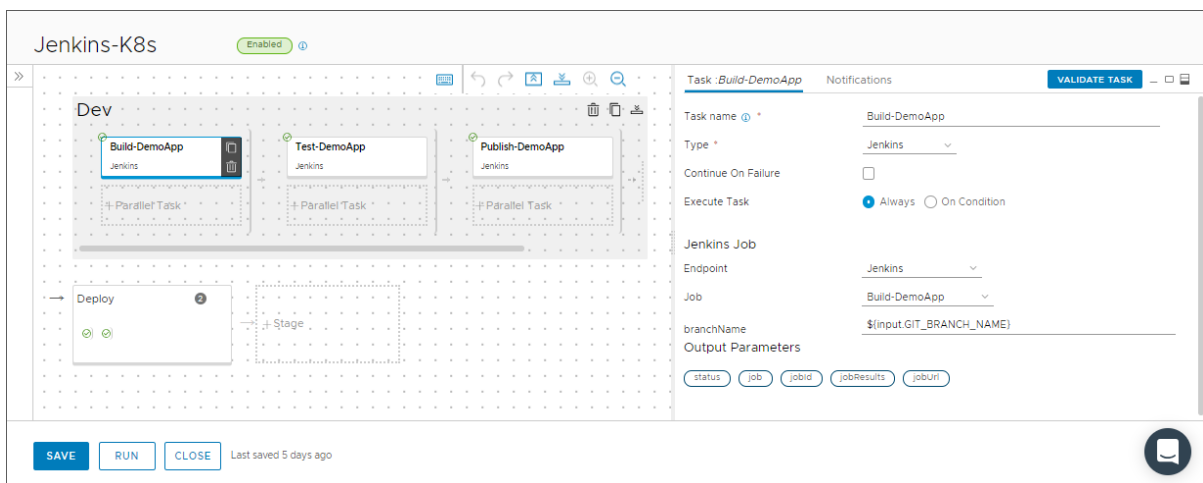 Jenkins-K8s
Enabled
Task :Build-DemoApp
Notifications
VALIDATE TASK
Dev
Build-DemoApp
Jenkins
Test-DemoApp
Jenkins
Publish-DemoApp
Jenkins
+ Parallel Task
+ Parallel Task
+ Parallel Task
Deploy
2
+ Stage
Task name *
Build-DemoApp
Type *
Jenkins
Continue On Failure
Execute Task
Always
On Condition
Jenkins Job
Endpoint
Jenkins
Job
Build-DemoApp
branchName
${input.GIT_BRANCH_NAME}
Output Parameters
status
job
jobId
jobResults
jobUrl
SAVE
RUN
CLOSE
Last saved 5 days ago